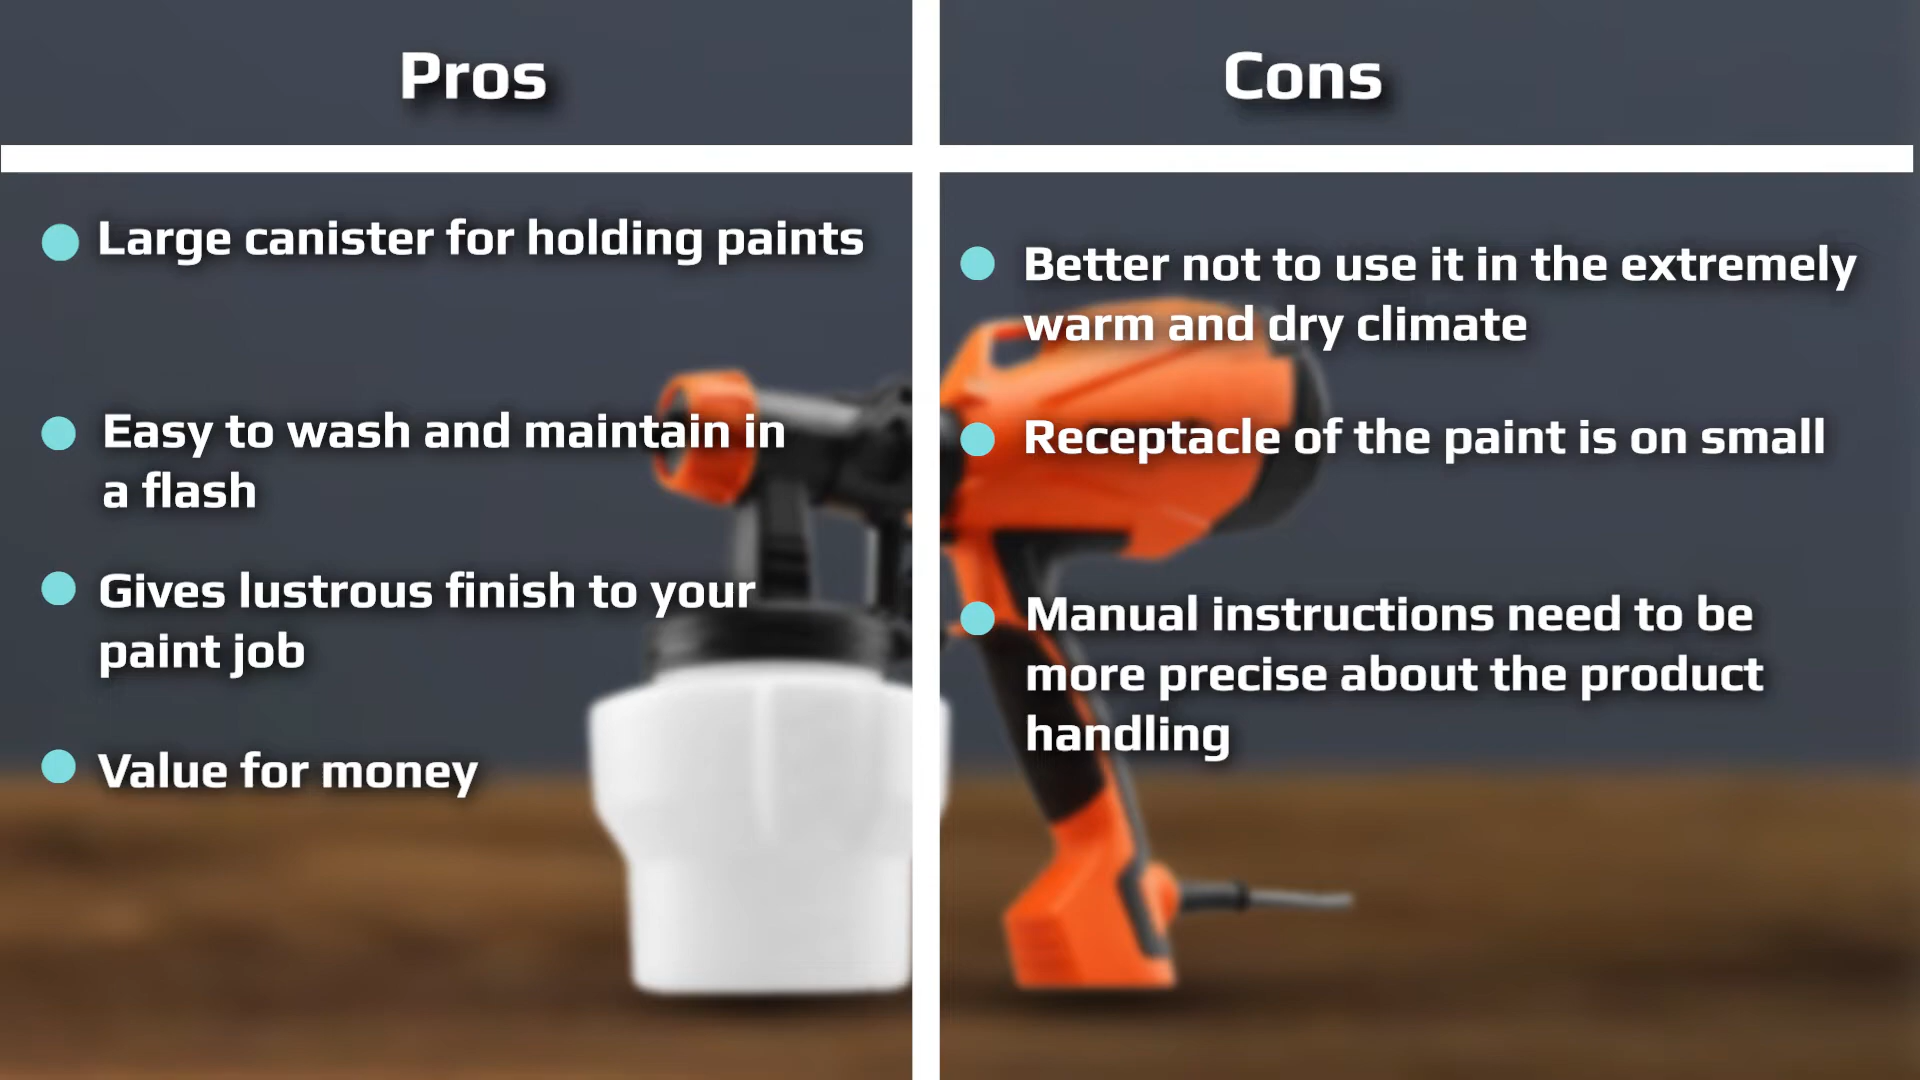 Pros
Large canister for holding paints
Easy to wash and maintain in
a flash
Gives lustrous finish to your
paint job
Value for money
Cons
Better not to use it in the extremely
warm and dry climate
Receptacle of the paint is on small
Manual instructions need to be
more precise about the product
handling